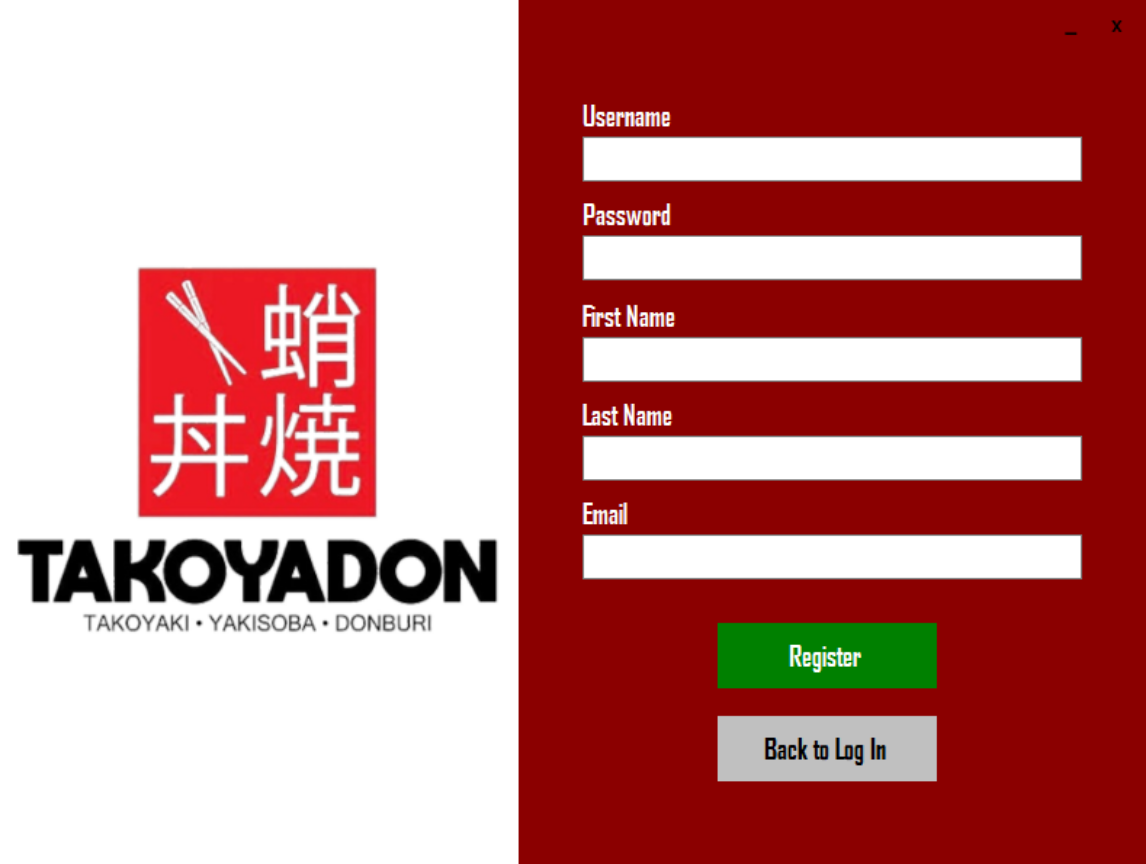 蛸
丼焼
TAKOYADON
TAKOYAKI • YAKISOBA • DONBURI
_ x
Username
Password
First Name
Last Name
Email
Register
Back to Log In